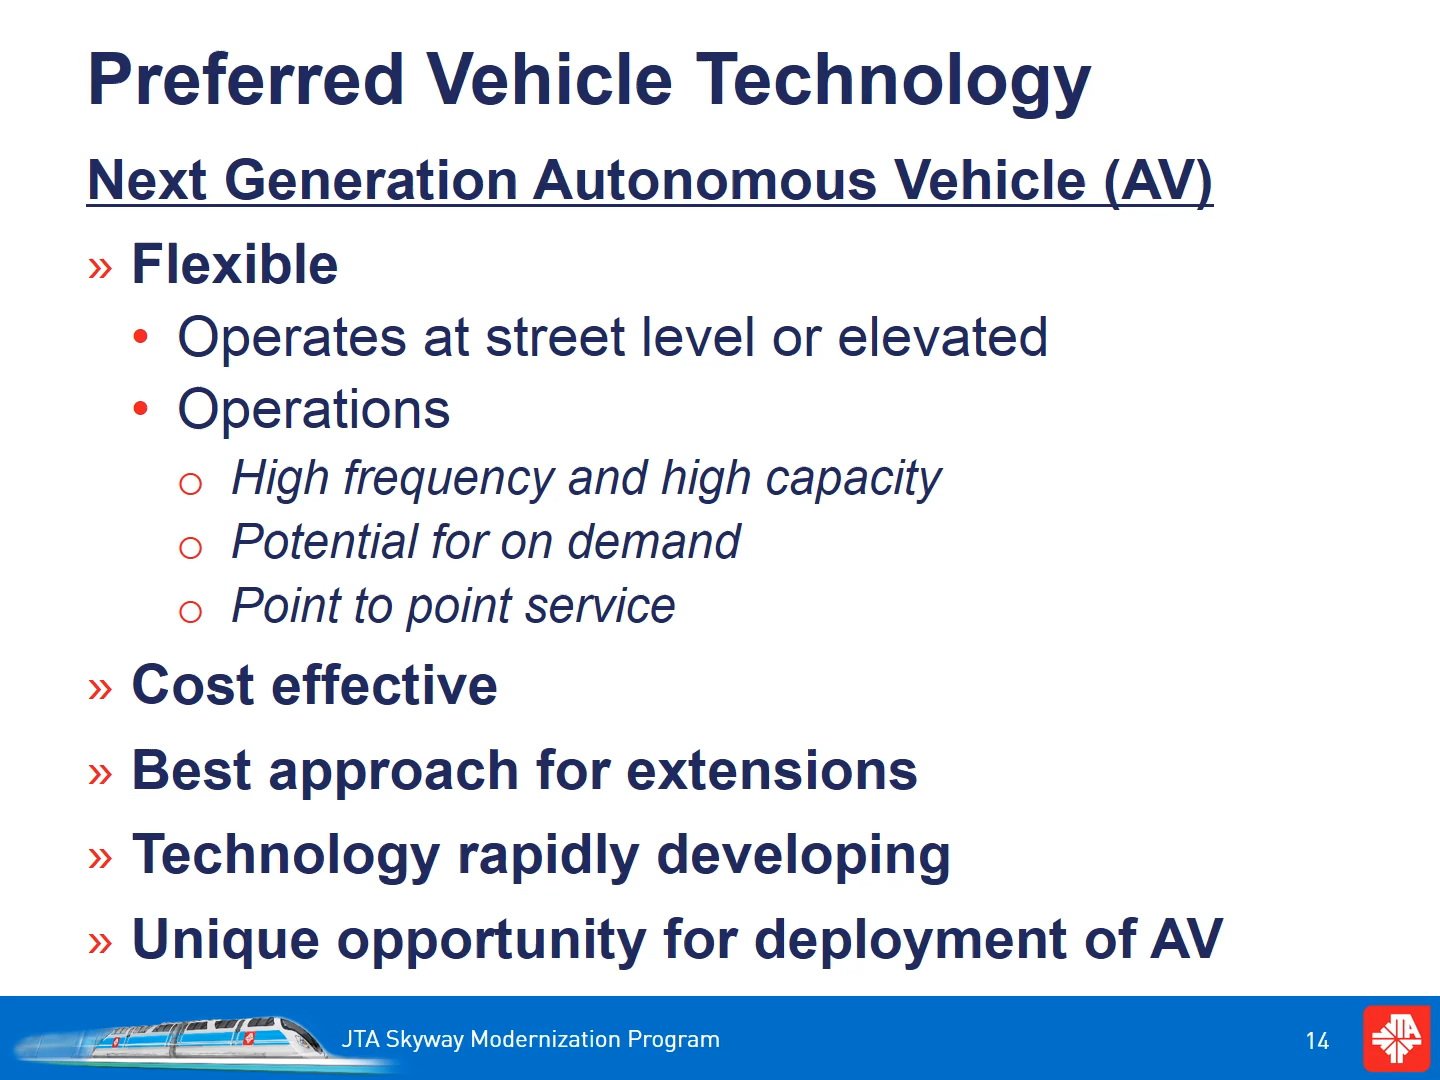 Preferred Vehicle Technology
Next Generation Autonomous Vehicle (AV)
» Flexible
• Operates at street level or elevated
• Operations
o High frequency and high capacity
o Potential for on demand
o Point to point service
» Cost effective
» Best approach for extensions
» Technology rapidly developing
» Unique opportunity for deployment of AV
JTA Skyway Modernization Program
14
JTA